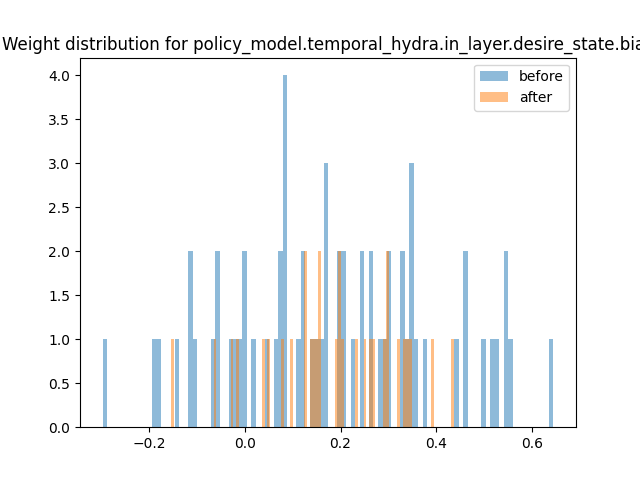 Weight distribution for policy_model.temporal_hydra.in_layer.desire_state.bia
before
after
4.0
3.5
3.0
2.5
2.0
1.5
1.0
0.5
0.0
−0.2 0.0 0.2 0.4 0.6